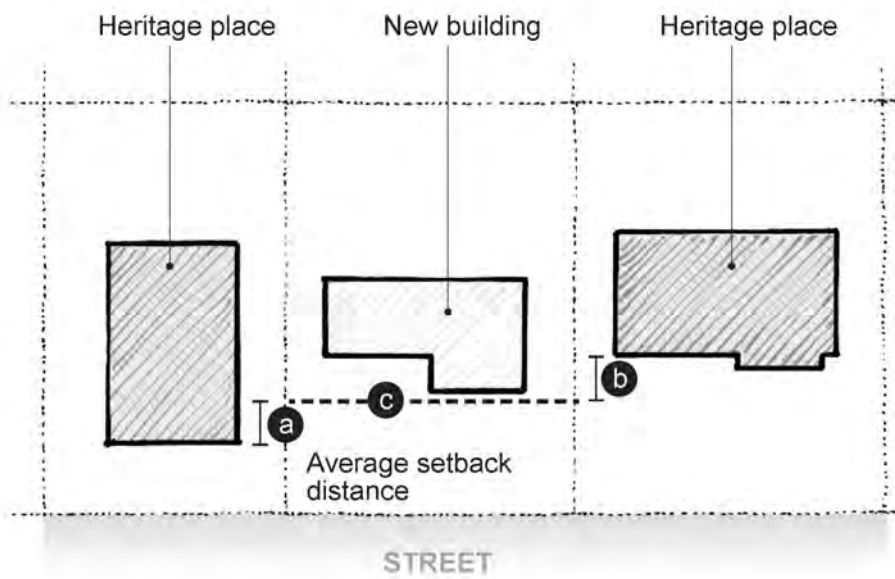 Heritage place
New building
Heritage place
b
c
a
Average setback
distance
STREET